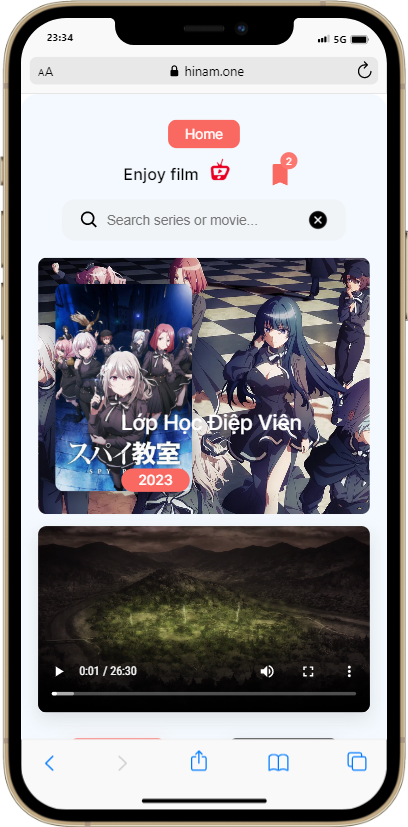 23:34
5G
AA
hinam.one
Home
Enjoy film
2
Search series or movie...
Lớp Học Điệp Viên
スパイ教室
2023
0:01 / 26:30